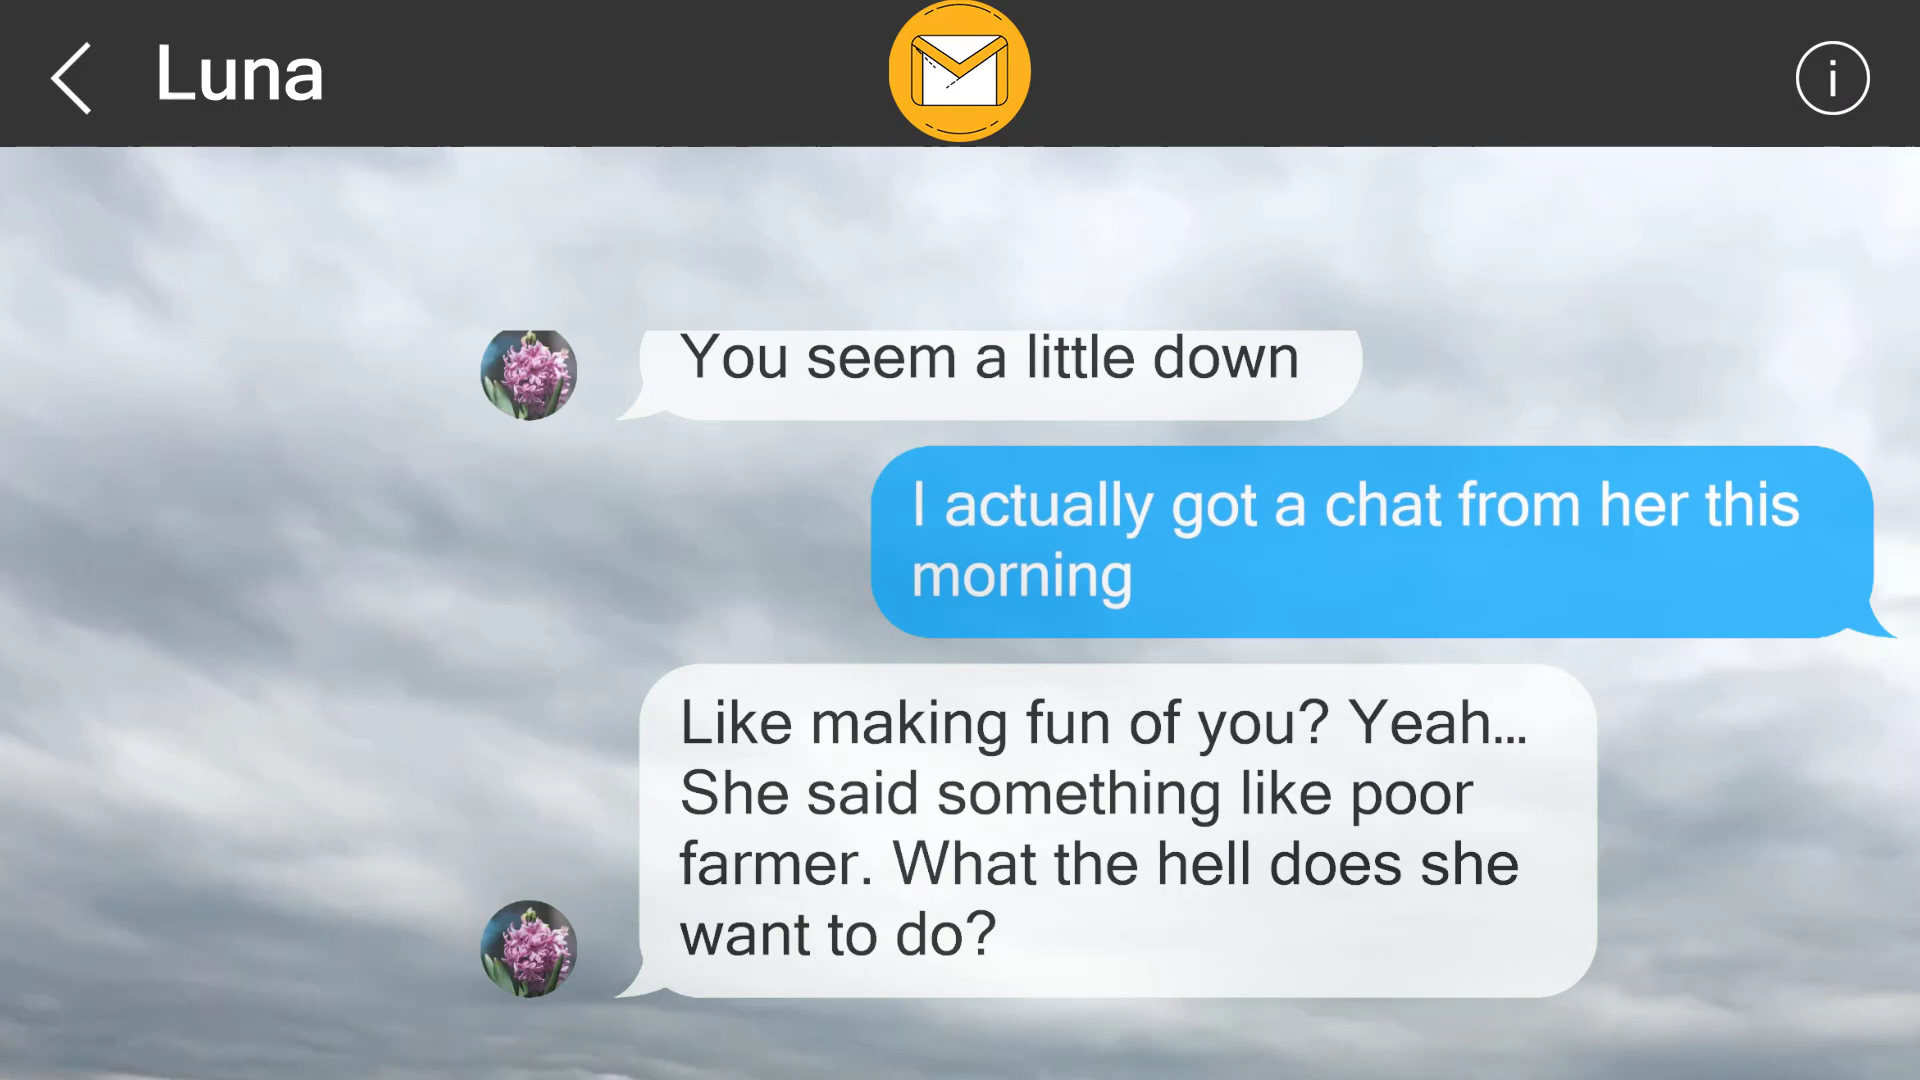 Luna
You seem a little down
I actually got a chat from her this
morning
Like making fun of you? Yeah...
She said something like poor
farmer. What the hell does she
want to do?